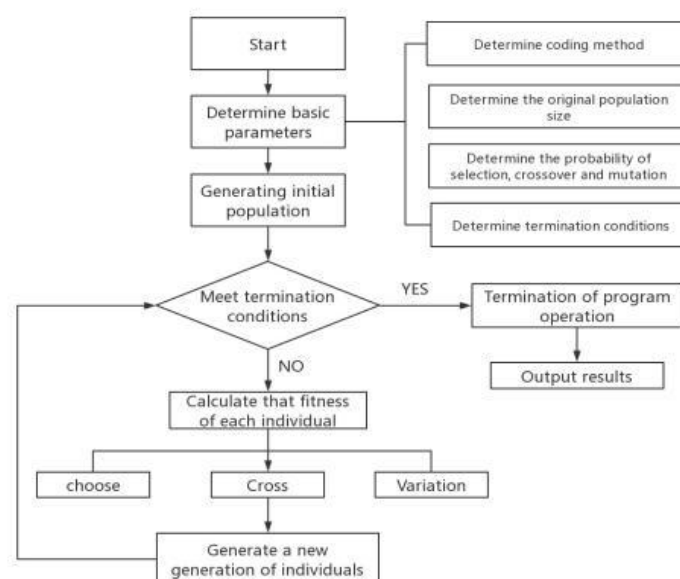 Start
Determine coding method
Determine basic
parameters
Determine the original population
size
Determine the probability of
selection, crossover and mutation
Generating initial
population
Determine termination conditions
Meet termination
conditions
YES
Termination of program
operation
NO
Output results
Calculate that fitness
of each individual
choose
Cross
Variation
Generate a new
generation of individuals